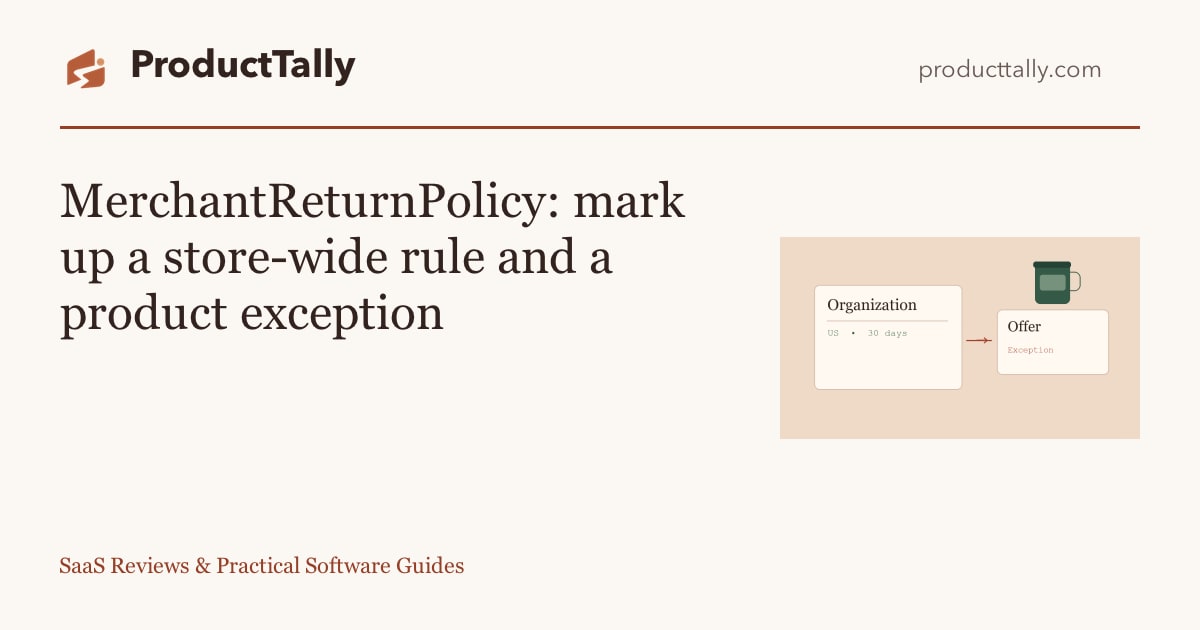 ProductTally
producttally.com
MerchantReturnPolicy: mark
up a store-wide rule and a
product exception
Organization
US • 30 days
Offer
Exception
SaaS Reviews & Practical Software Guides